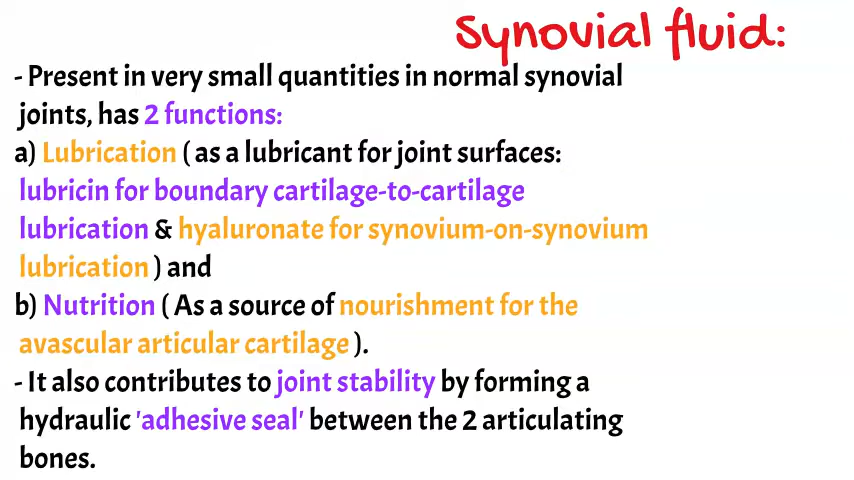 Synovial fluid:
- Present in very small quantities in normal synovial
joints, has 2 functions:
a) Lubrication ( as a lubricant for joint surfaces:
lubricin for boundary cartilage-to-cartilage
lubrication & hyaluronate for synovium-on-synovium
lubrication ) and
b) Nutrition ( As a source of nourishment for the
avascular articular cartilage ).
- It also contributes to joint stability by forming a
hydraulic 'adhesive seal' between the 2 articulating
bones.